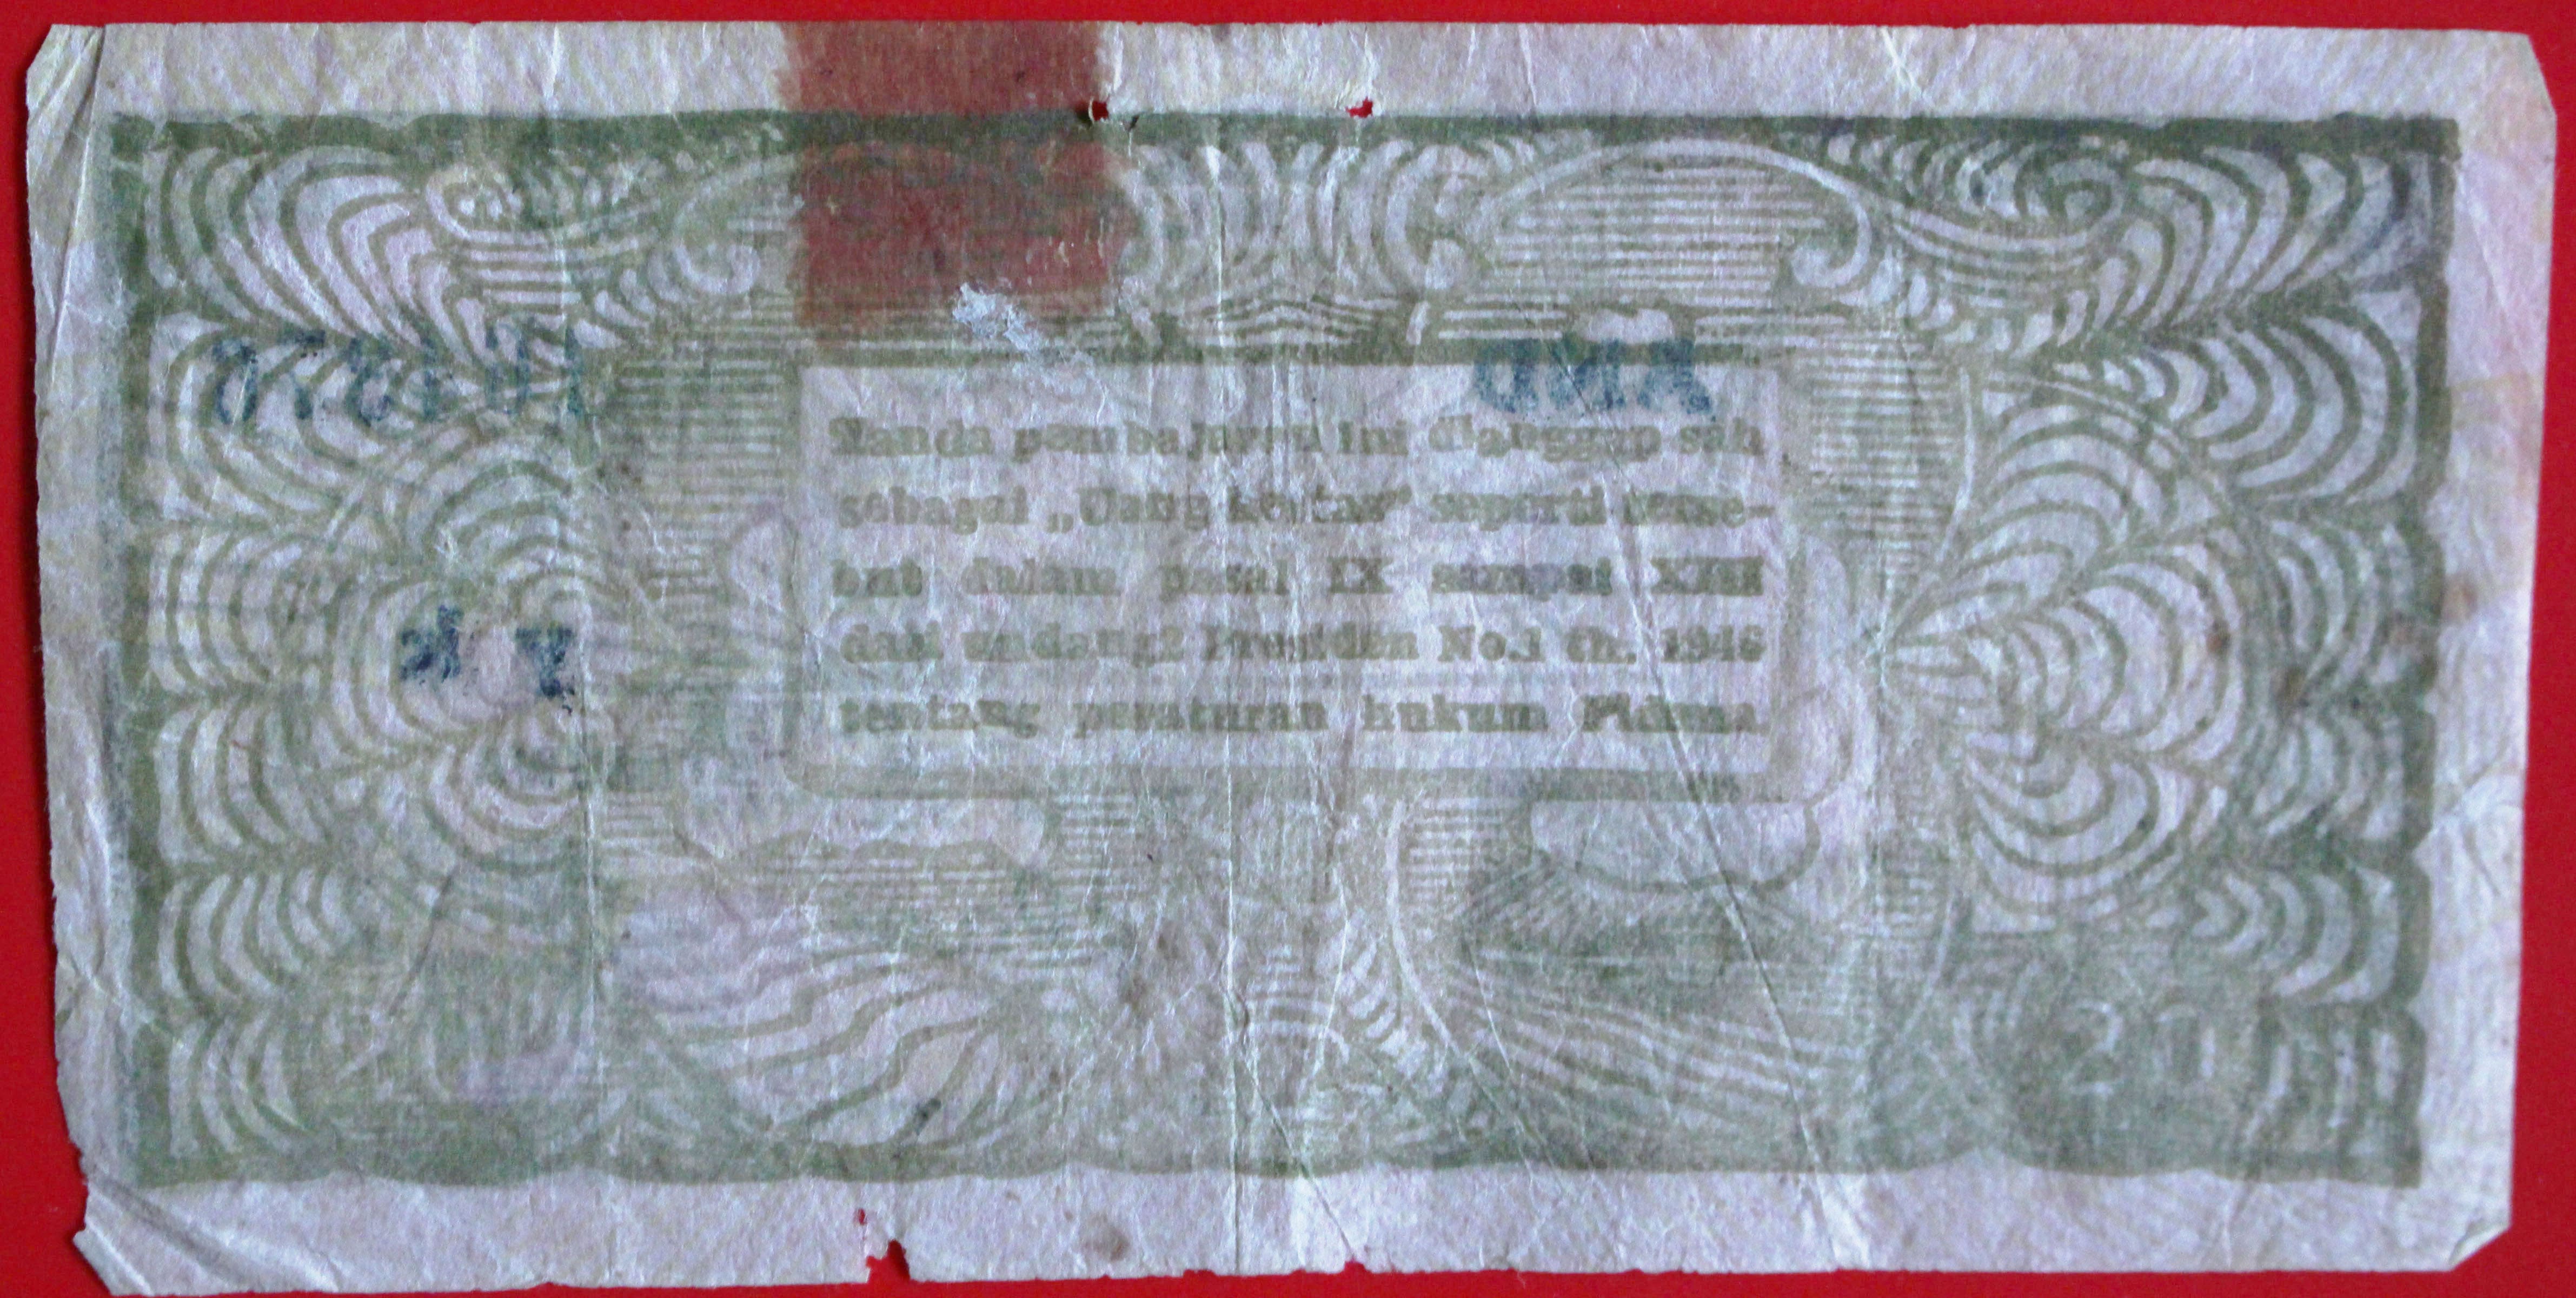 Tanda pembajaran ini dianggap sah
sebagai „Uang kertas" seperti terse-
but dalam pasal IX sampai XIII
dari undang2 Presiden No.1 th. 1946
tentang peraturan hukum Pidana
20